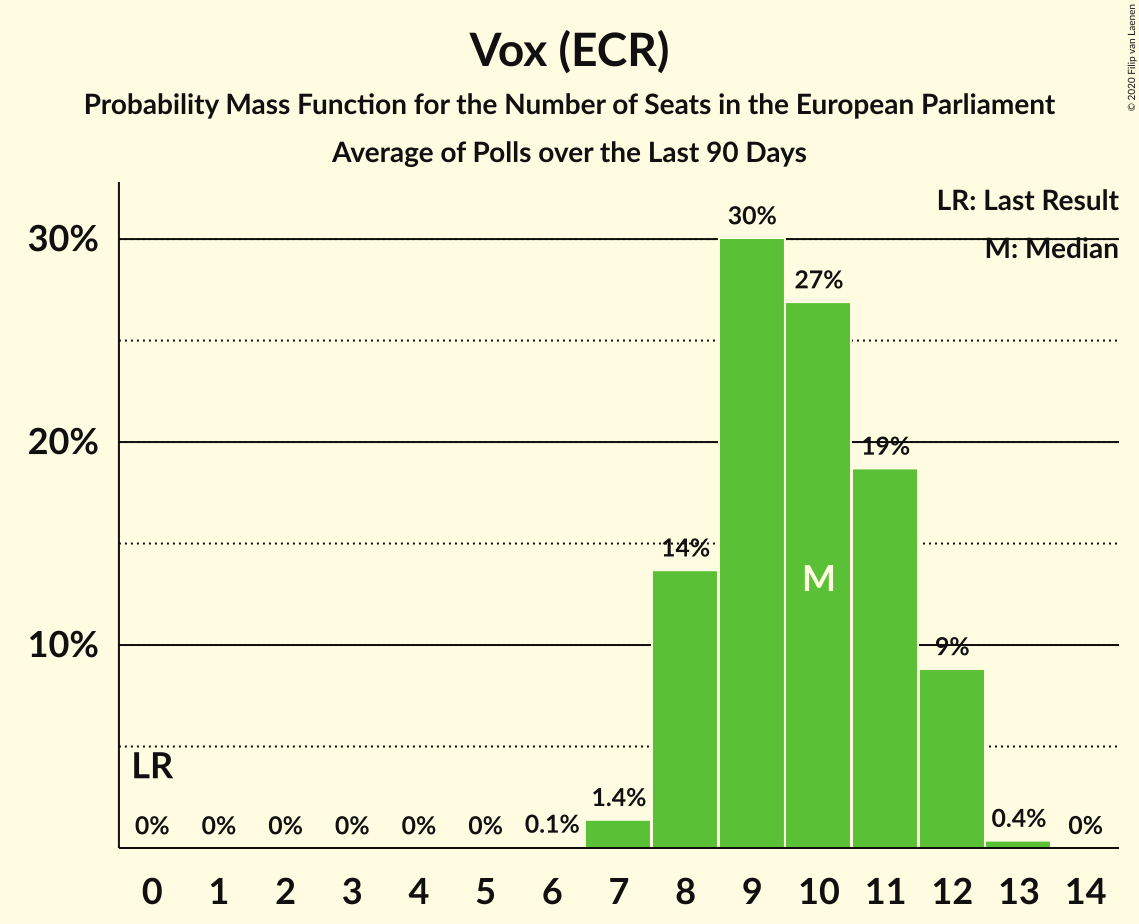 Vox (ECR)
Probability Mass Function for the Number of Seats in the European Parliament
Average of Polls over the Last 90 Days
© 2020 Filip van Laenen
LR: Last Result
M: Median
30%
20%
10%
30%
27%
19%
14%
9%
M
LR
0% 0% 0% 0% 0% 0% 0.1% 1.4% 0.4% 0%
0 1 2 3 4 5 6 7 8 9 10 11 12 13 14